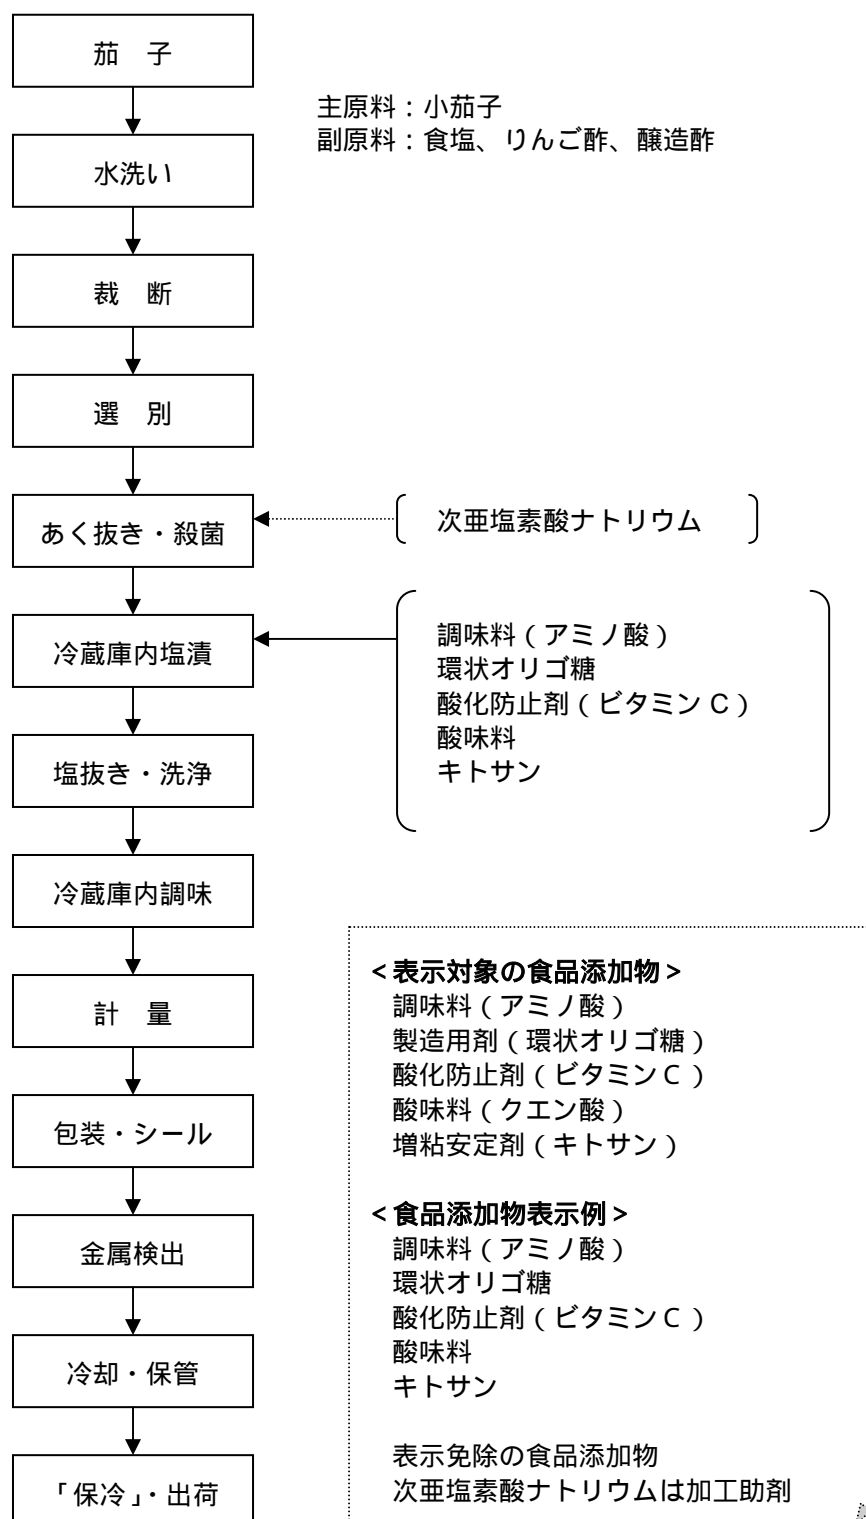 茄　子
主原料：小茄子
副原料：食塩、りんご酢、醸造酢
水洗い
裁　断
選　別
あく抜き・殺菌
次亜塩素酸ナトリウム
冷蔵庫内塩漬
調味料（アミノ酸）
環状オリゴ糖
酸化防止剤（ビタミンC）
酸味料
キトサン
塩抜き・洗浄
冷蔵庫内調味
計　量
包装・シール
金属検出
冷却・保管
「保冷」・出荷
＜表示対象の食品添加物＞
調味料（アミノ酸）
製造用剤（環状オリゴ糖）
酸化防止剤（ビタミンC）
酸味料（クエン酸）
増粘安定剤（キトサン）
＜食品添加物表示例＞
調味料（アミノ酸）
環状オリゴ糖
酸化防止剤（ビタミンC）
酸味料
キトサン
表示免除の食品添加物
次亜塩素酸ナトリウムは加工助剤